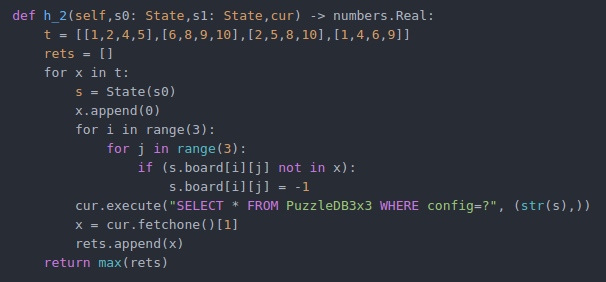 def h_2(self,s0: State,s1: State,cur) -> numbers.Real:
    t = [[1,2,4,5],[6,8,9,10],[2,5,8,10],[1,4,6,9]]
    rets = []
    for x in t:
        s = State(s0)
        x.append(0)
        for i in range(3):
            for j in range(3):
                if (s.board[i][j] not in x):
                    s.board[i][j] = -1
        cur.execute("SELECT * FROM PuzzleDB3x3 WHERE config=?", (str(s),))
        x = cur.fetchone()[1]
        rets.append(x)
    return max(rets)